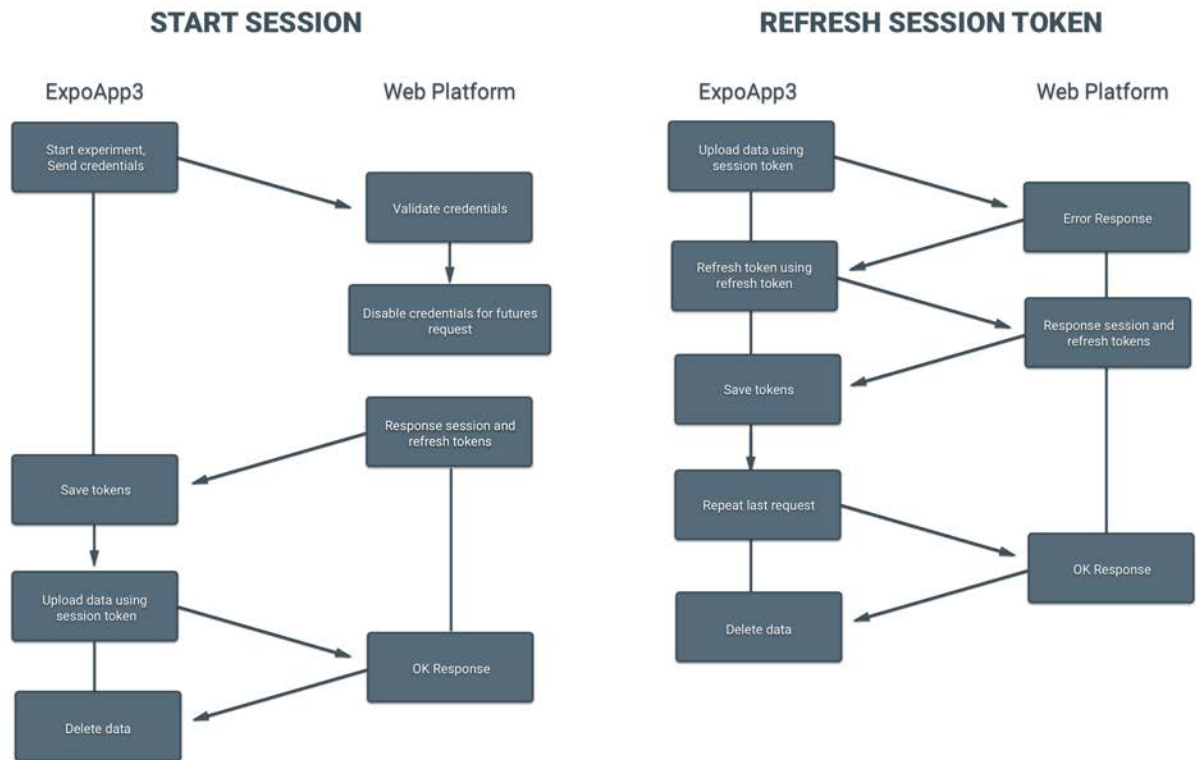 START SESSION
ExpoApp3
Web Platform
Start experiment,
Send credentials
Validate credentials
Disable credentials for futures
request
Response session and
refresh tokens
Save tokens
Upload data using
session token
OK Response
Delete data
REFRESH SESSION TOKEN
ExpoApp3
Web Platform
Upload data using
session token
Error Response
Refresh token using
refresh token
Response session and
refresh tokens
Save tokens
Repeat last request
OK Response
Delete data